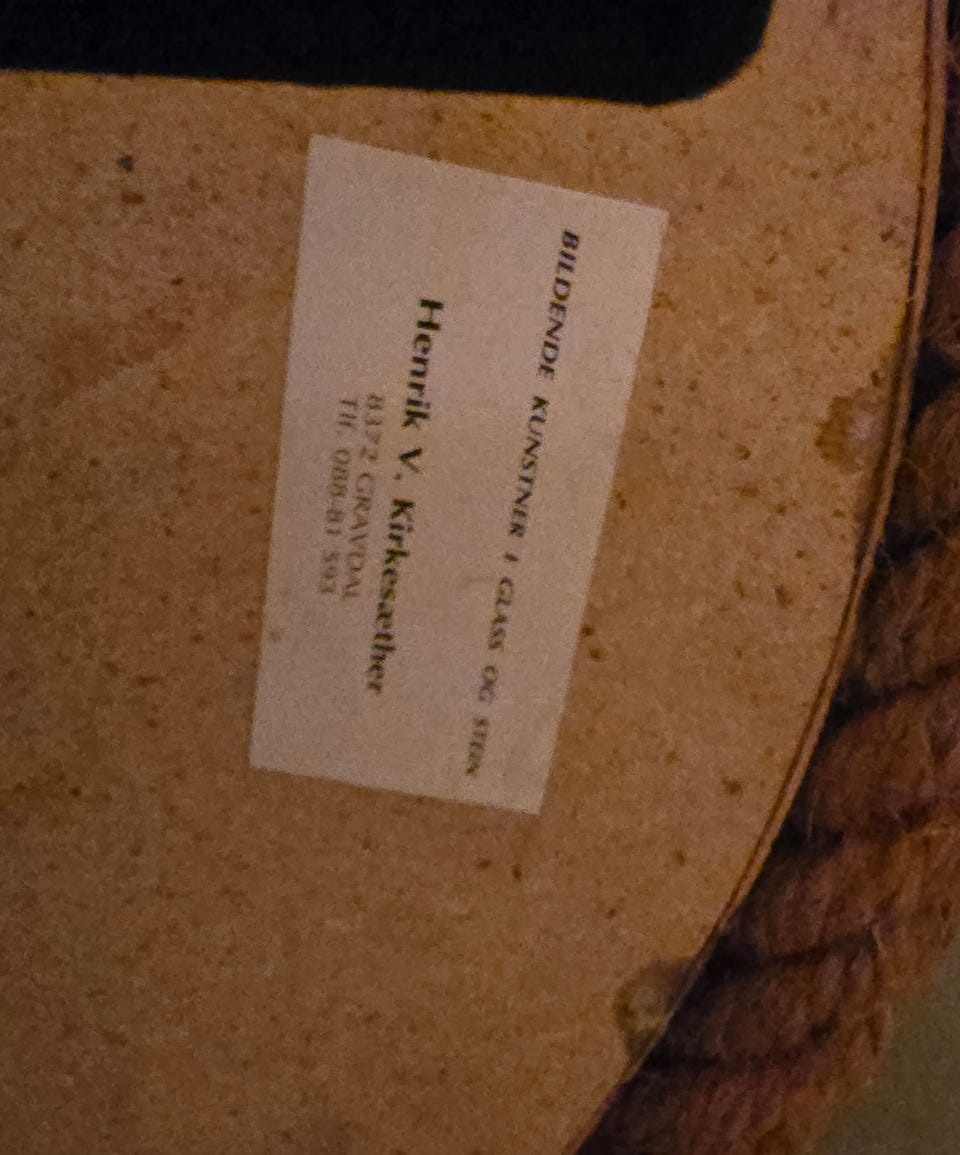 BILDENDE KUNSTNER I GLASS OG STEIN
Henrik V. Kirkesæther
8372 GRAVDAL
Tlf. 088-81 593